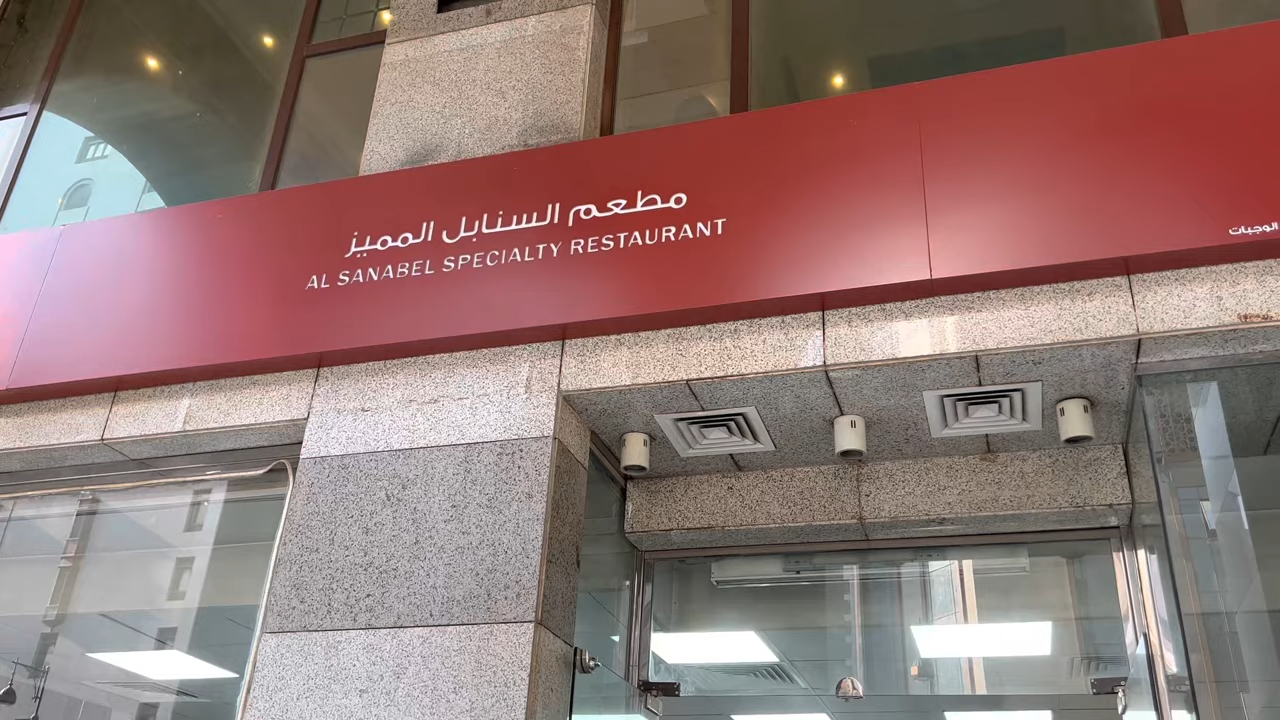 مطعم السنابل المميز
AL SANABEL SPECIALTY RESTAURANT
الوجبات